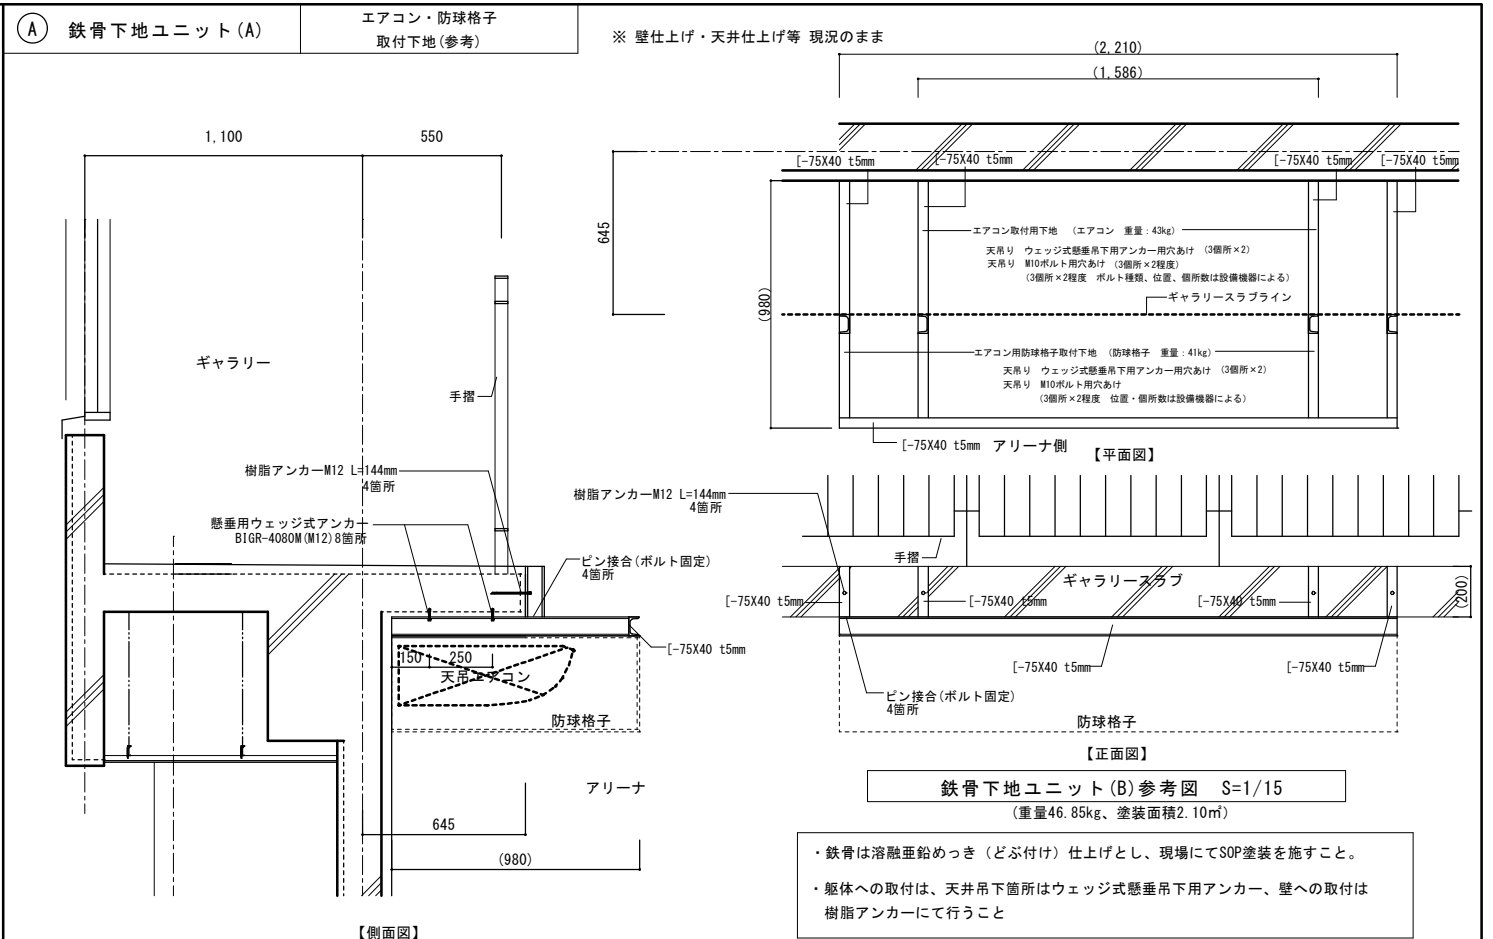 A 鉄骨下地ユニット(A)
エアコン・防球格子
取付下地(参考)
※ 壁仕上げ・天井仕上げ等 現況のまま
1,100
550
ギャラリー
手摺
樹脂アンカーM12 L=144mm
4箇所
懸垂用ウェッジ式アンカー
BIGR-4080M(M12)8箇所
ピン接合(ボルト固定)
4箇所
[-75X40 t5mm
150
250
天吊エアコン
防球格子
アリーナ
645
(980)
【側面図】
(2,210)
(1,586)
[-75X40 t5mm
[-75X40 t5mm
[-75X40 t5mm
[-75X40 t5mm
645
(980)
エアコン取付用下地 (エアコン 重量:43kg)
天吊り ウェッジ式懸垂吊下用アンカー用穴あけ (3個所×2)
天吊り M10ボルト用穴あけ (3個所×2程度)
(3個所×2程度 ボルト種類、位置、個所数は設備機器による)
ギャラリースラブライン
エアコン用防球格子取付下地 (防球格子 重量:41kg)
天吊り ウェッジ式懸垂吊下用アンカー用穴あけ (3個所×2)
天吊り M10ボルト用穴あけ
(3個所×2程度 位置・個所数は設備機器による)
[-75X40 t5mm アリーナ側
【平面図】
樹脂アンカーM12 L=144mm
4箇所
手摺
ギャラリースラブ
(200)
[-75X40 t5mm
[-75X40 t5mm
[-75X40 t5mm
[-75X40 t5mm
[-75X40 t5mm
ピン接合(ボルト固定)
4箇所
防球格子
【正面図】
鉄骨下地ユニット(B)参考図 S=1/15
(重量46.85kg、塗装面積2.10㎡)
・鉄骨は溶融亜鉛めっき(どぶ付け)仕上げとし、現場にてSOP塗装を施すこと。
・躯体への取付は、天井吊下箇所はウェッジ式懸垂吊下用アンカー、壁への取付は
樹脂アンカーにて行うこと